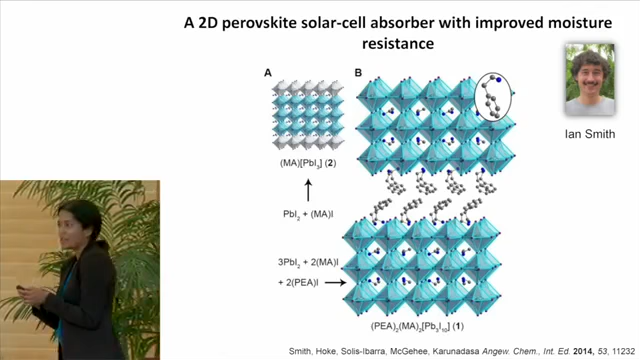 A 2D perovskite solar-cell absorber with improved moisture
resistance
A
B
Ian Smith
(MA)[PbI₃] (2)
PbI₂ + (MA)I
3PbI₂ + 2(MA)I
+ 2(PEA)I
(PEA)₂(MA)₂[Pb₃I₁₀] (1)
Smith, Hoke, Solis-Ibarra, McGehee, Karunadasa Angew. Chem., Int. Ed. 2014, 53, 11232